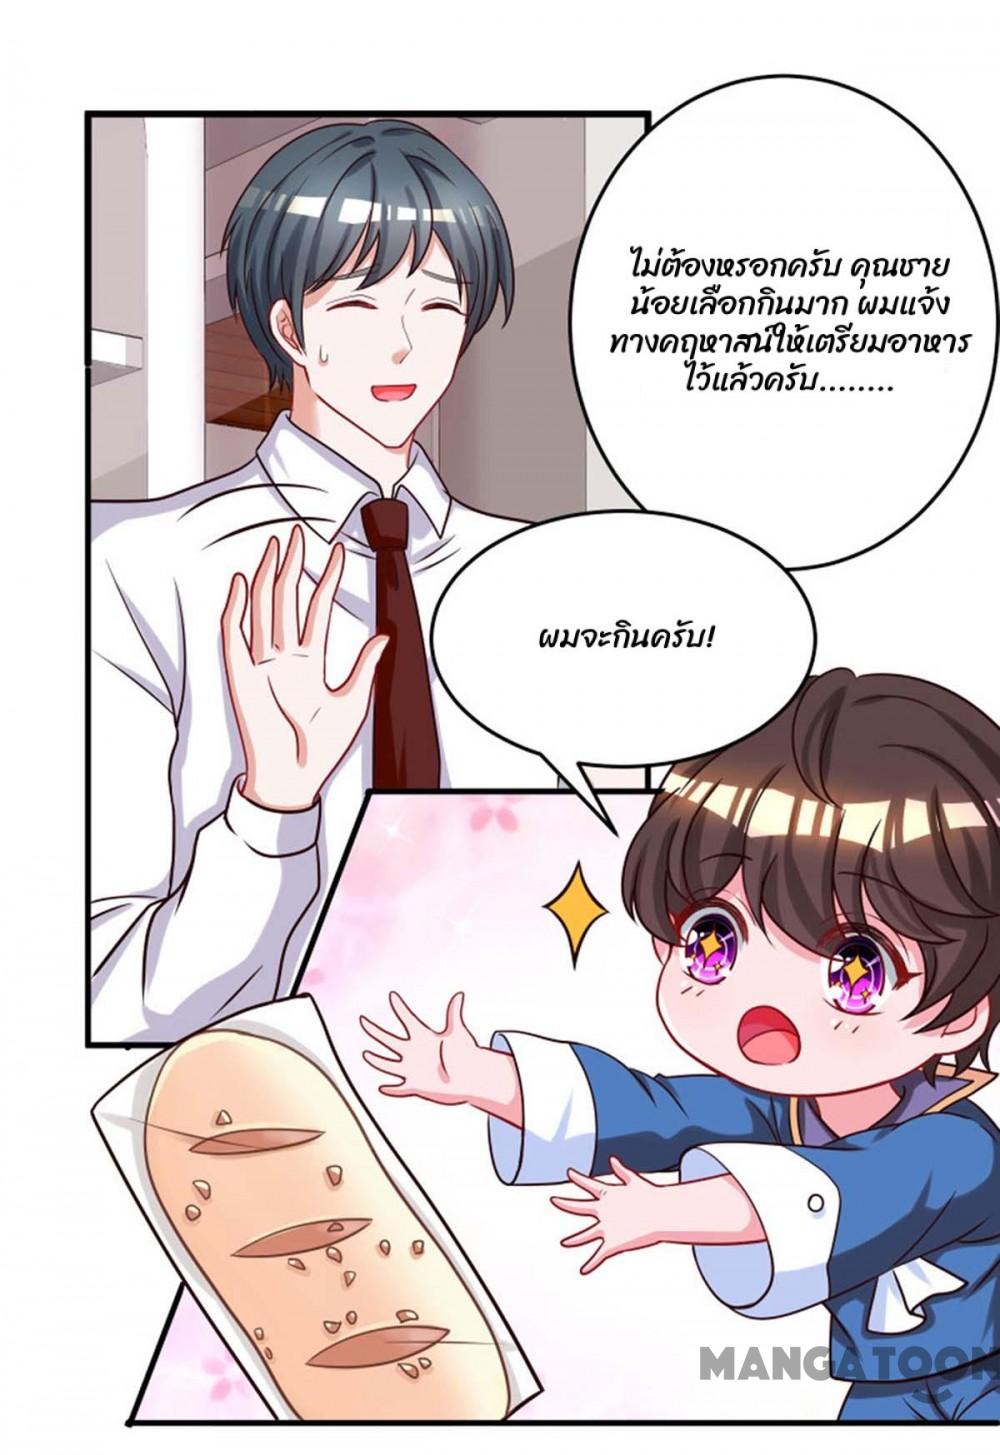 ไม่ต้องหรอกครับ คุณชาย
น้อยเลือกกินมาก ผมแจ้ง
ทางคฤหาสน์ให้เตรียมอาหาร
ไว้แล้วครับ........
ผมจะกินครับ!
MANGATOON